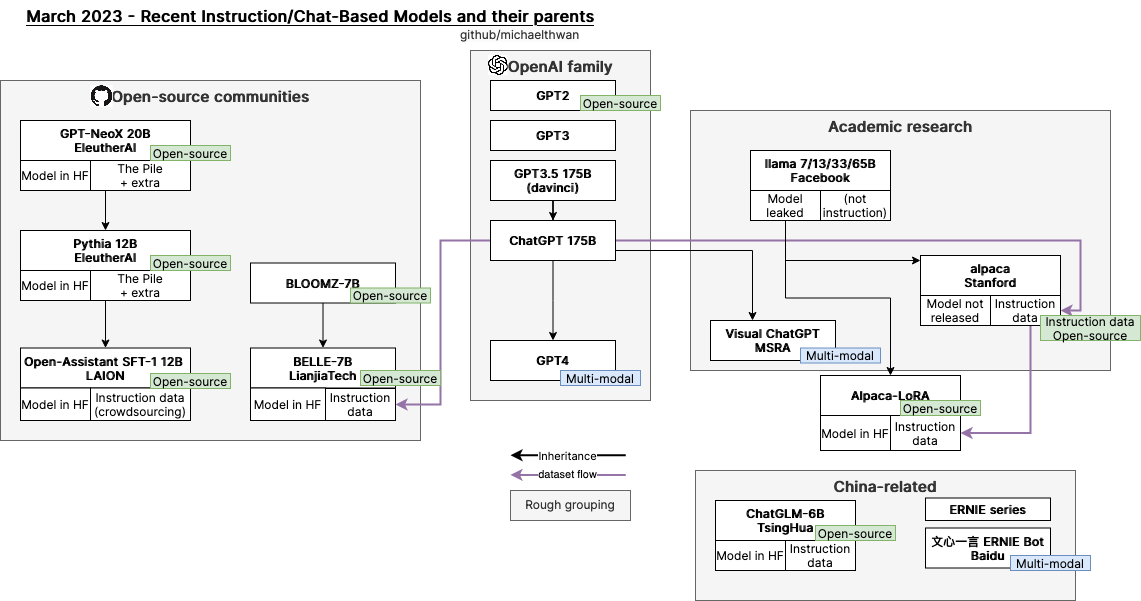 March 2023 - Recent Instruction/Chat-Based Models and their parents
github/michaelthwan
Open-source communities
GPT-NeoX 20B
EleutherAI
Open-source
Model in HF
The Pile
+ extra
Pythia 12B
EleutherAI
Open-source
Model in HF
The Pile
+ extra
Open-Assistant SFT-1 12B
LAION
Open-source
Model in HF
Instruction data
(crowdsourcing)
BLOOMZ-7B
Open-source
BELLE-7B
LianjiaTech
Open-source
Model in HF
Instruction
data
OpenAI family
GPT2
Open-source
GPT3
GPT3.5 175B
(davinci)
ChatGPT 175B
GPT4
Multi-modal
Inheritance
dataset flow
Rough grouping
Academic research
llama 7/13/33/65B
Facebook
Model
leaked
(not
instruction)
alpaca
Stanford
Model not
released
Instruction
data
Instruction data
Open-source
Visual ChatGPT
MSRA
Multi-modal
Alpaca-LoRA
Open-source
Model in HF
Instruction
data
China-related
ChatGLM-6B
TsingHua
Open-source
Model in HF
Instruction
data
ERNIE series
文心一言 ERNIE Bot
Baidu
Multi-modal